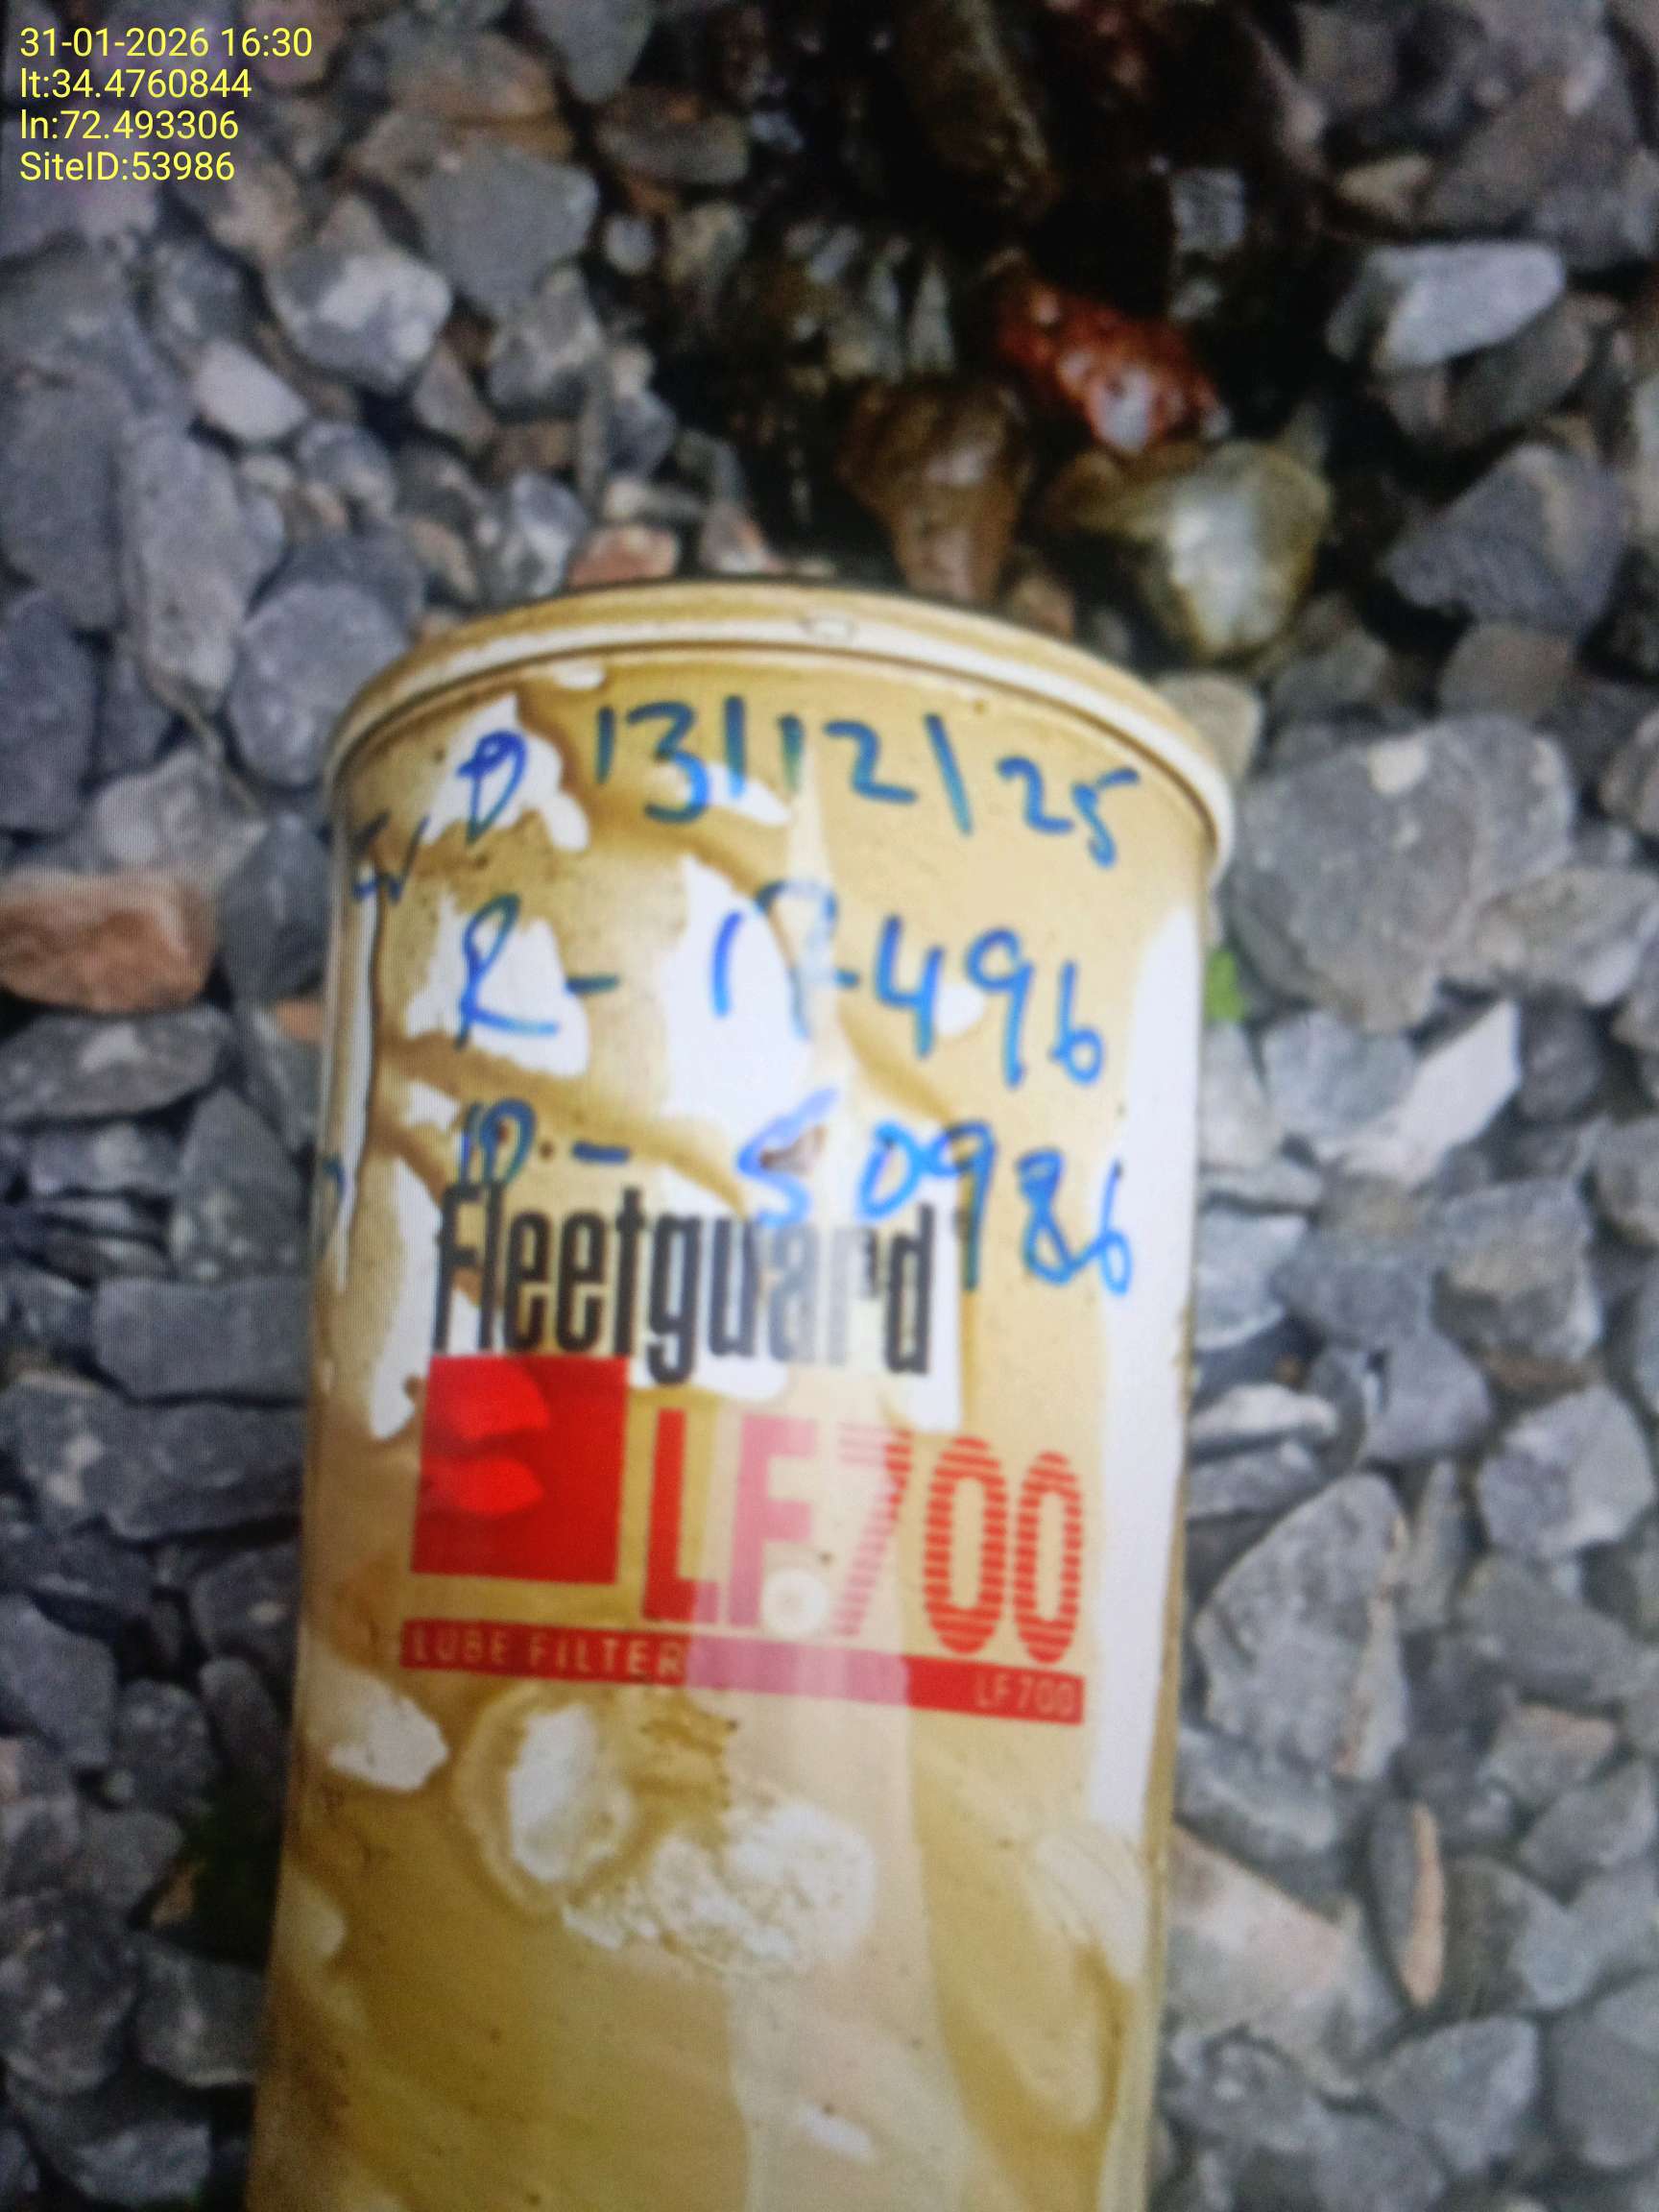 31-01-2026 16:30
lt:34.4760844
ln:72.493306
SiteID:53986
D 13/12/25
R- 17496
ID - 50986
Fleetguard
LF700
LUBE FILTER
LF700